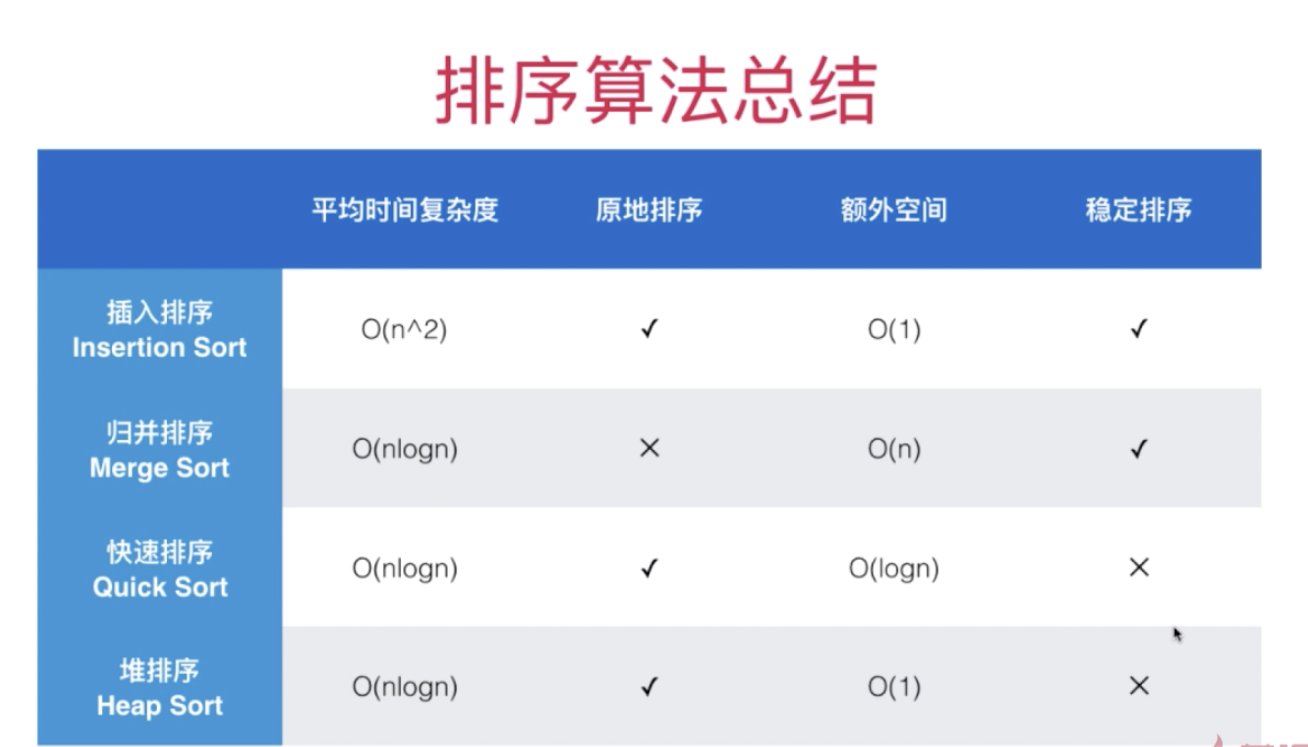 排序算法总结
平均时间复杂度 原地排序 额外空间 稳定排序
插入排序
Insertion Sort
O(n^2) ✓ O(1) ✓
归并排序
Merge Sort
O(nlogn) × O(n) ✓
快速排序
Quick Sort
O(nlogn) ✓ O(logn) ×
堆排序
Heap Sort
O(nlogn) ✓ O(1) ×